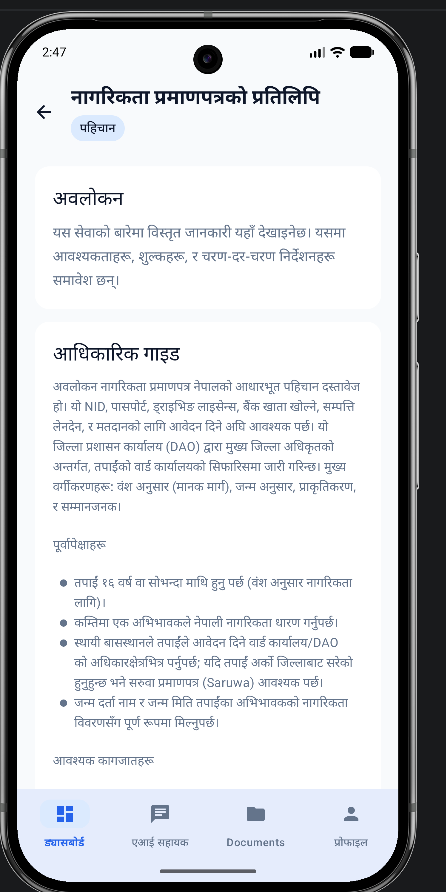 2:47
नागरिकता प्रमाणपत्रको प्रतिलिपि
पहिचान
अवलोकन
यस सेवाको बारेमा विस्तृत जानकारी यहाँ देखाइनेछ। यसमा
आवश्यकताहरू, शुल्कहरू, र चरण-दर-चरण निर्देशनहरू
समावेश छन्।
आधिकारिक गाइड
अवलोकन नागरिकता प्रमाणपत्र नेपालको आधारभूत पहिचान दस्तावेज
हो। यो NID, पासपोर्ट, ड्राइभिङ लाइसेन्स, बैंक खाता खोल्ने, सम्पत्ति
लेनदेन, र मतदानको लागि आवेदन दिने अघि आवश्यक पर्छ। यो
जिल्ला प्रशासन कार्यालय (DAO) द्वारा मुख्य जिल्ला अधिकृतको
अन्तर्गत, तपाईंको वार्ड कार्यालयको सिफारिसमा जारी गरिन्छ। मुख्य
वर्गीकरणहरू: वंश अनुसार (मानक मार्ग), जन्म अनुसार, प्राकृतिकरण,
र सम्मानजनक।
पूर्वापेक्षाहरू
● तपाईं १६ वर्ष वा सोभन्दा माथि हुनु पर्छ (वंश अनुसार नागरिकता
लागि)।
● कम्तिमा एक अभिभावकले नेपाली नागरिकता धारण गर्नुपर्छ।
● स्थायी बासस्थानले तपाईंले आवेदन दिने वार्ड कार्यालय/DAO
को अधिकारक्षेत्रभित्र पर्नुपर्छ; यदि तपाईं अर्को जिल्लाबाट सरेको
हुनुहुन्छ भने सरुवा प्रमाणपत्र (Saruwa) आवश्यक पर्छ।
● जन्म दर्ता नाम र जन्म मिति तपाईंका अभिभावकको नागरिकता
विवरणसँग पूर्ण रूपमा मिल्नुपर्छ।
आवश्यक कागजातहरू
ड्यासबोर्ड
एआई सहायक
Documents
प्रोफाइल